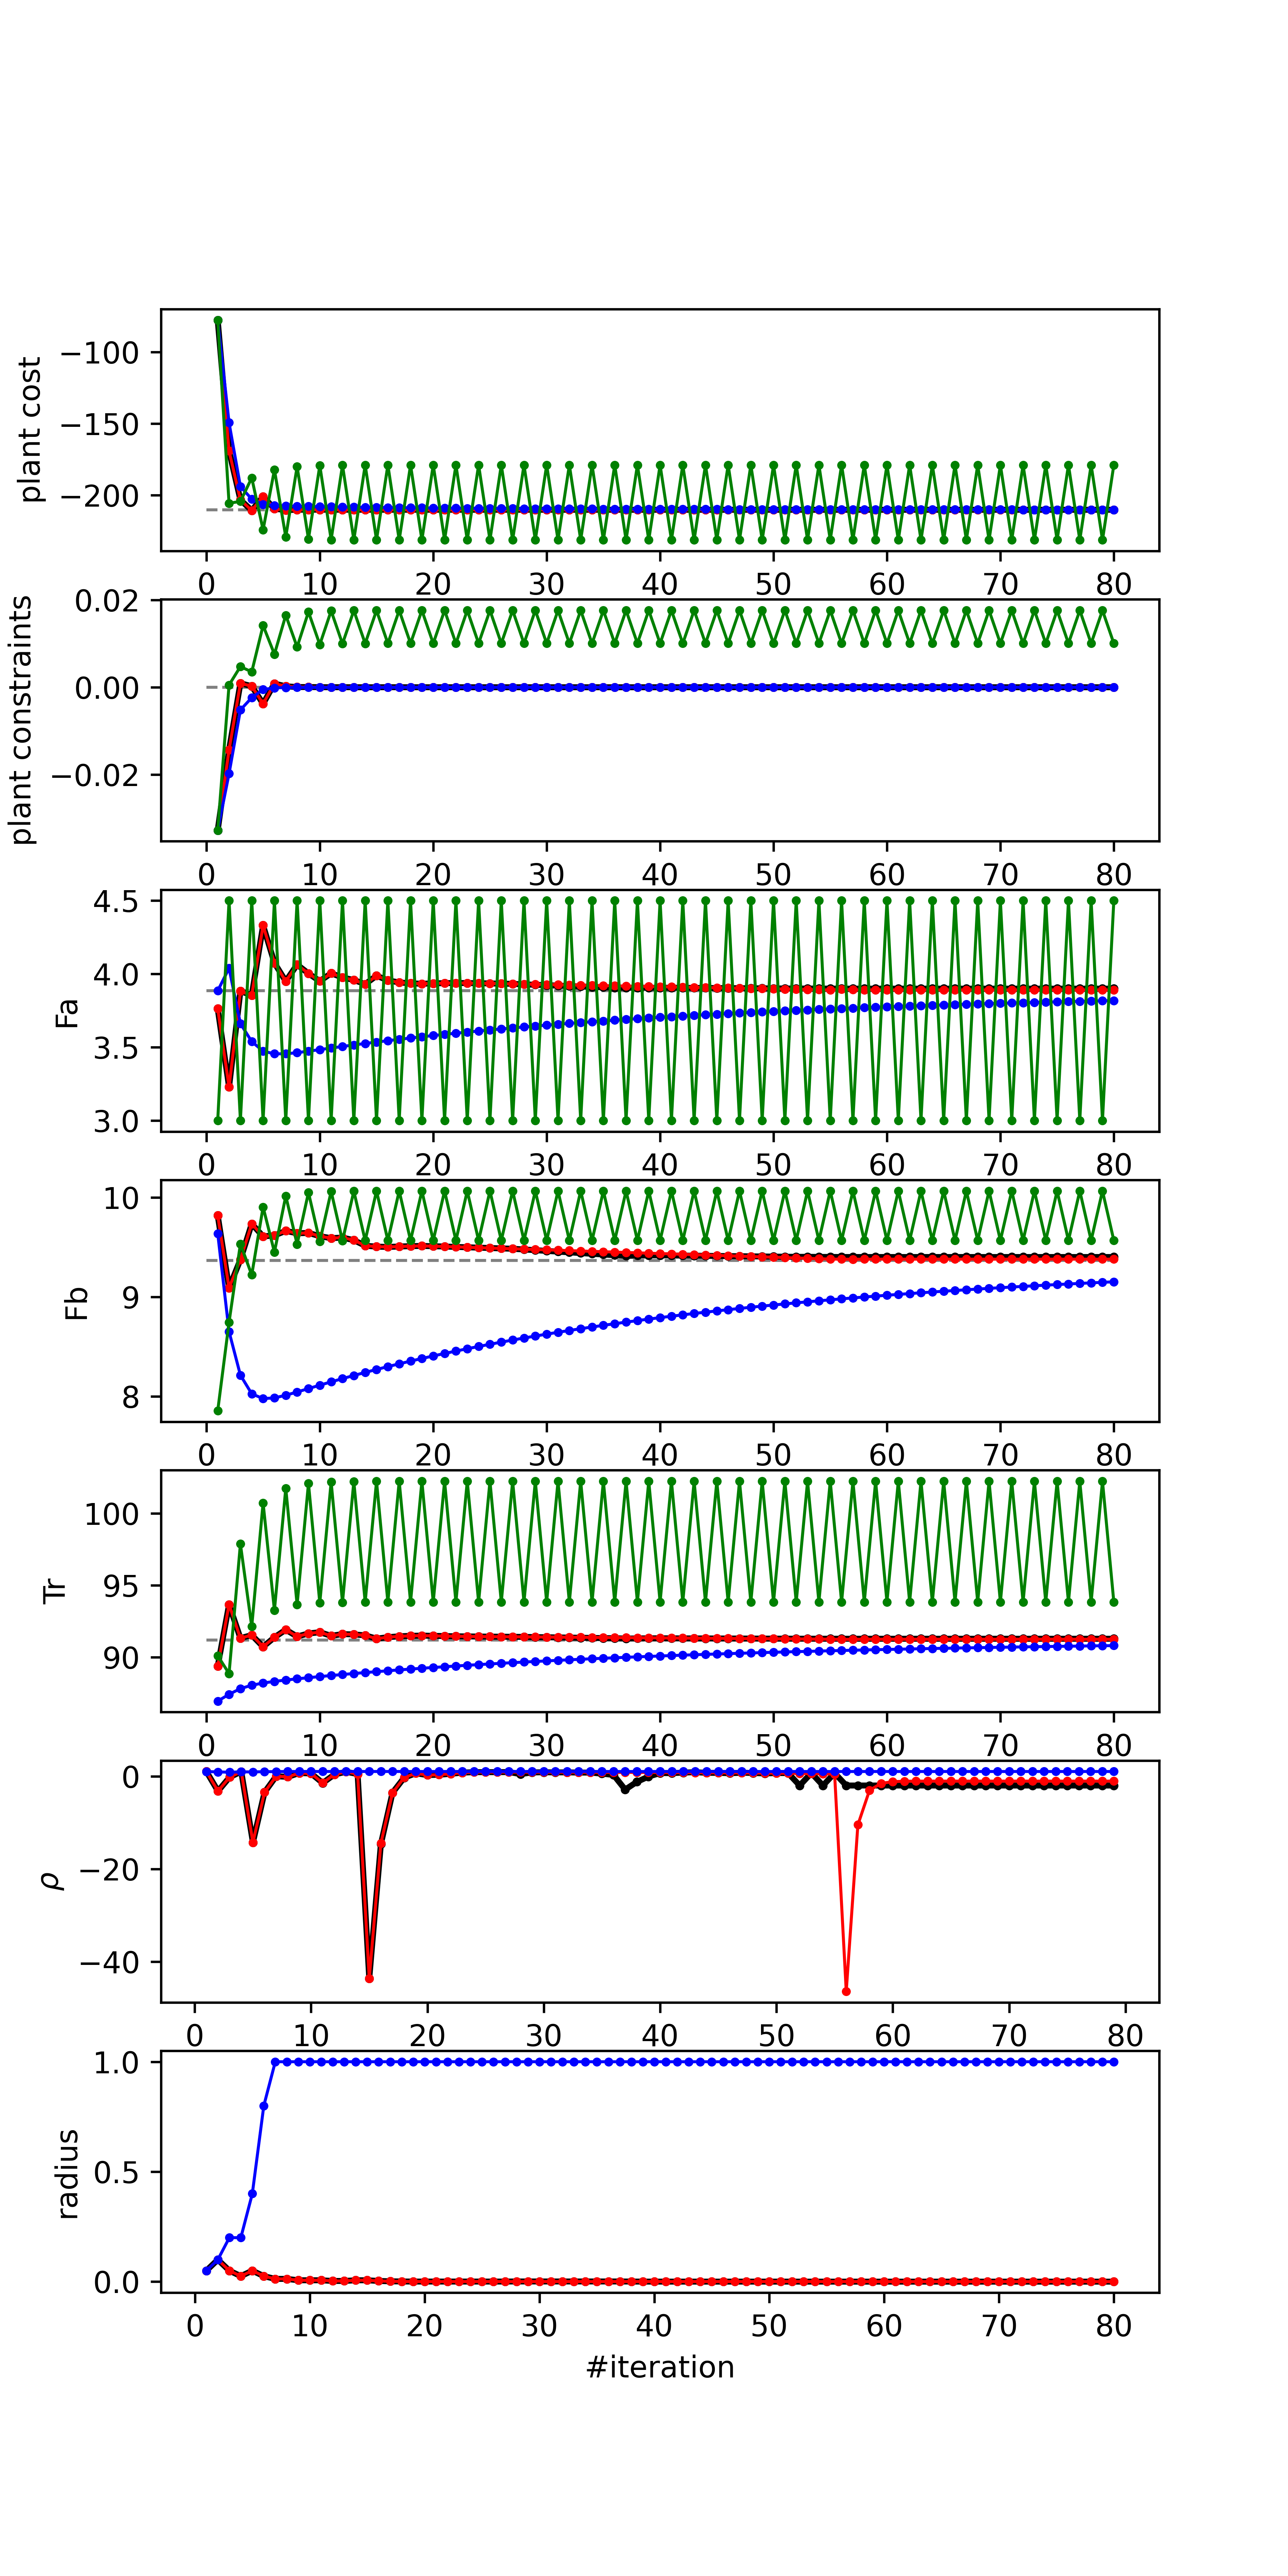 plant cost
−100
−150
−200
0 10 20 30 40 50 60 70 80
plant constraints
0.02
0.00
−0.02
0 10 20 30 40 50 60 70 80
Fa
4.5
4.0
3.5
3.0
0 10 20 30 40 50 60 70 80
Fb
10
9
8
0 10 20 30 40 50 60 70 80
Tr
100
95
90
0 10 20 30 40 50 60 70 80
ρ
0
−20
−40
0 10 20 30 40 50 60 70 80
radius
1.0
0.5
0.0
0 10 20 30 40 50 60 70 80
#iteration